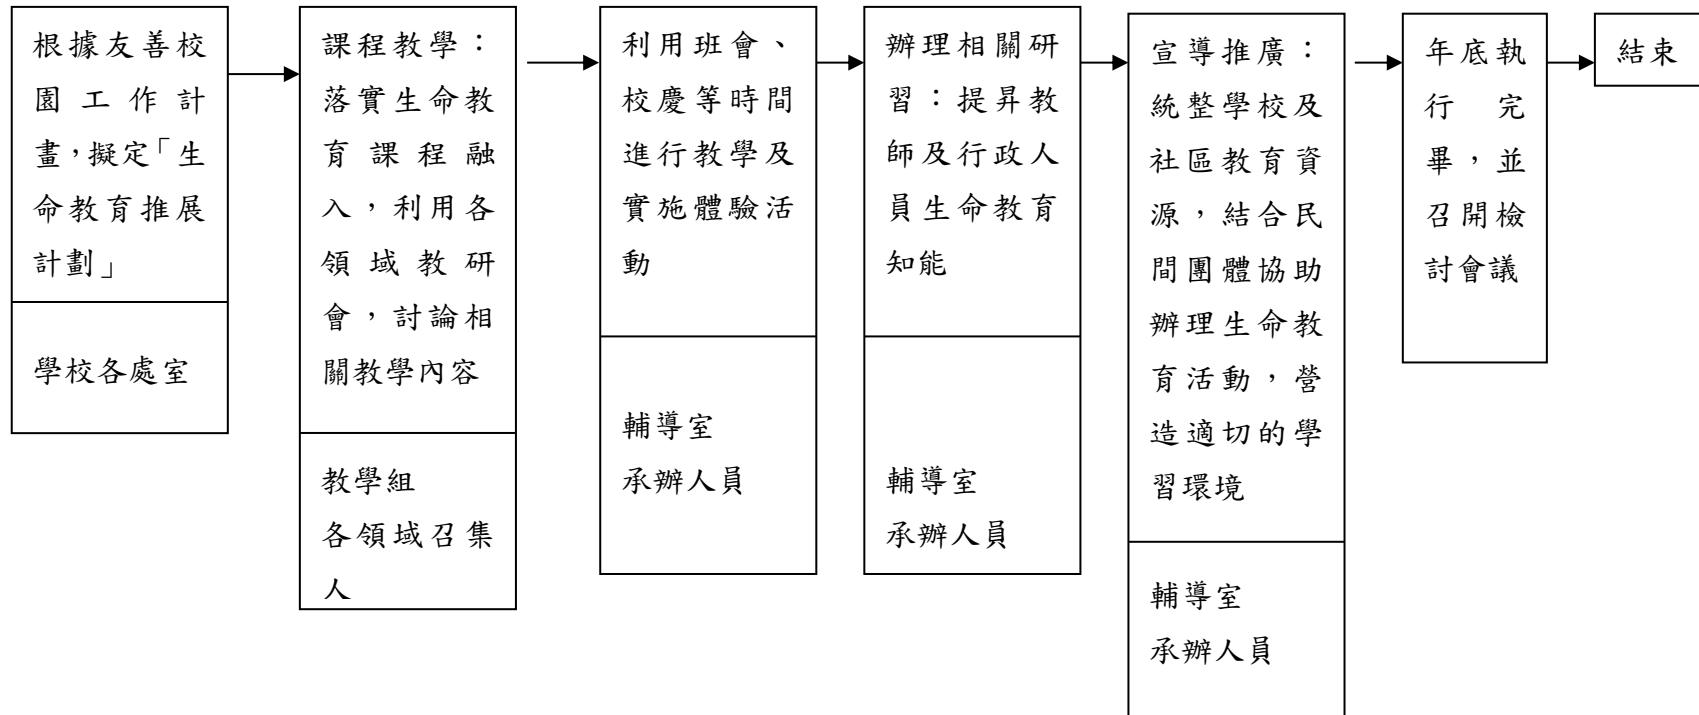 根據友善校
園工作計
畫，擬定「生
命教育推展
計劃」
學校各處室
課程教學：
落實生命教
育課程融
入，利用各
領域教研
會，討論相
關教學內容
教學組
各領域召集
人
利用班會、
校慶等時間
進行教學及
實施體驗活
動
輔導室
承辦人員
辦理相關研
習：提昇教
師及行政人
員生命教育
知能
輔導室
承辦人員
宣導推廣：
統整學校及
社區教育資
源，結合民
間團體協助
辦理生命教
育活動，營
造適切的學
習環境
輔導室
承辦人員
年底執
行完
畢，並
召開檢
討會議
結束